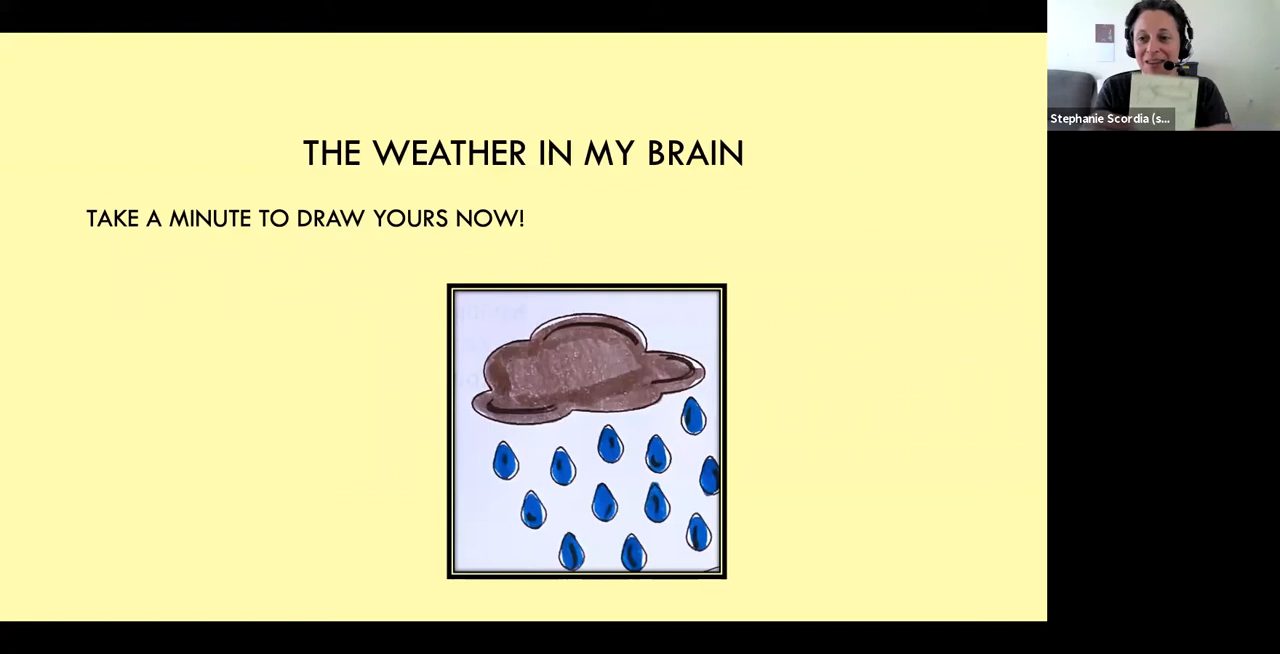 THE WEATHER IN MY BRAIN
TAKE A MINUTE TO DRAW YOURS NOW!
Stephanie Scordia (s...